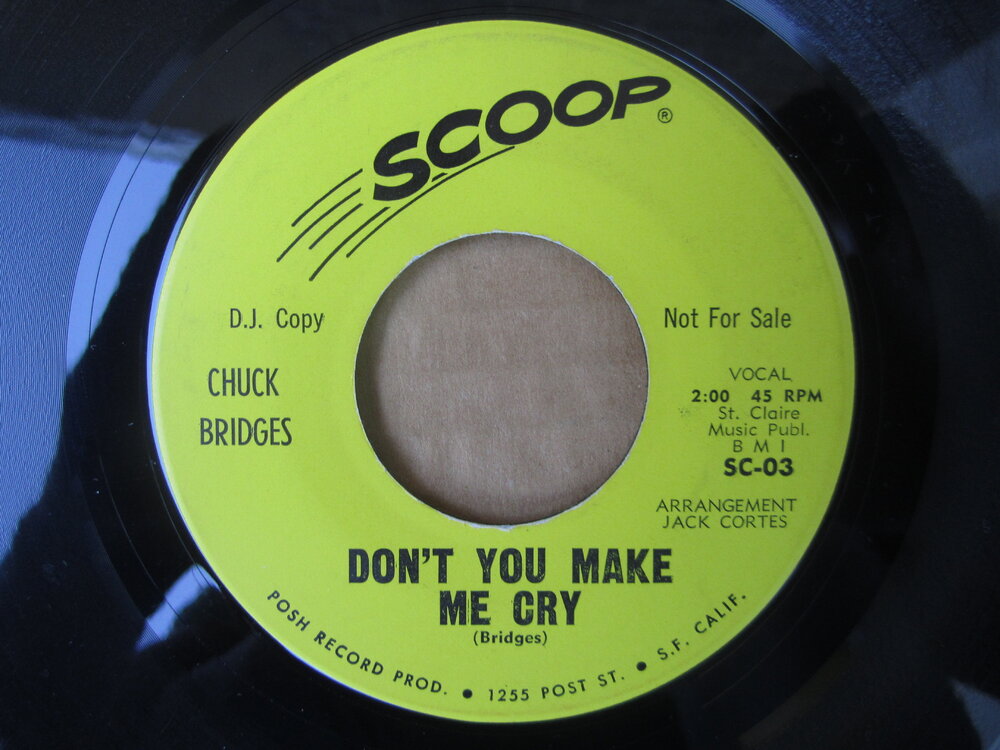 SCOOP®
D.J. Copy
Not For Sale
CHUCK
BRIDGES
VOCAL
2:00 45 RPM
St. Claire
Music Publ.
B M I
SC-03
ARRANGEMENT
JACK CORTES
DON'T YOU MAKE
ME CRY
(Bridges)
POSH RECORD PROD. • 1255 POST ST. • S.F. CALIF.